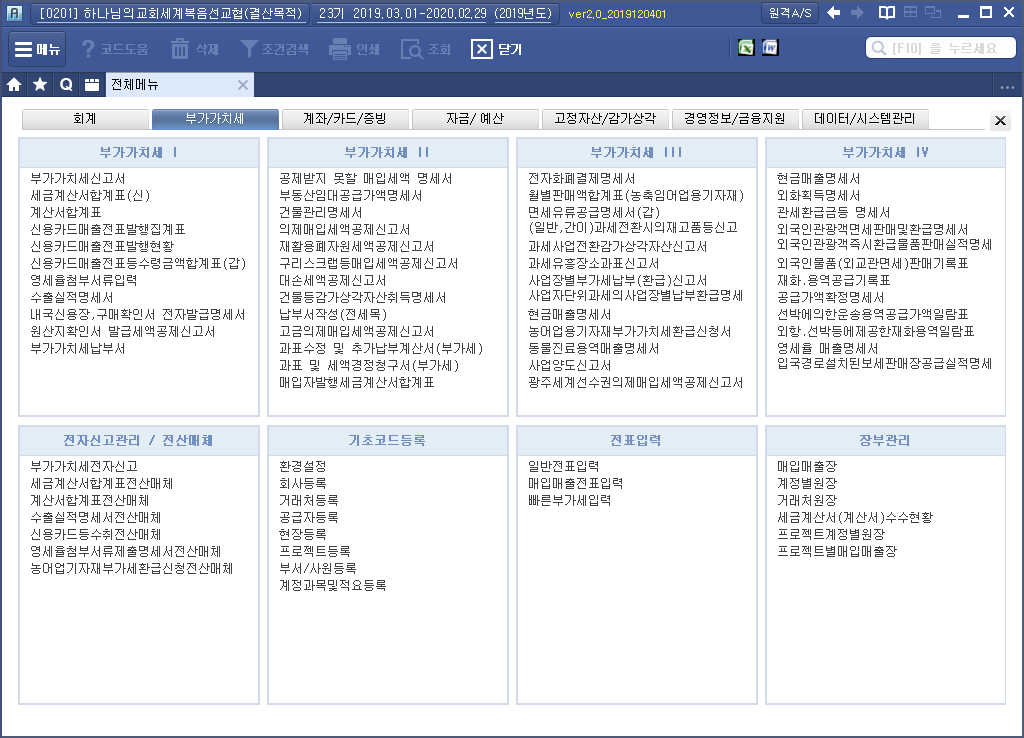 [0201] 하나님의교회세계복음선교협(결산목적) 23기 2019.03.01-2020.02.29 (2019년도) ver2.0_2019120401 원격A/S
메뉴 ? 코드도움 삭제 조건검색 인쇄 조회 닫기 [F10] 을 누르세요
Q 전체메뉴 ...
회계 부가가치세 계좌/카드/증빙 자금/ 예산 고정자산/감가상각 경영정보/금융지원 데이터/시스템관리
부가가치세 I
부가가치세신고서
세금계산서합계표(신)
계산서합계표
신용카드매출전표발행집계표
신용카드매출전표발행현황
신용카드매출전표등수령금액합계표(갑)
영세율첨부서류입력
수출실적명세서
내국신용장,구매확인서 전자발급명세서
원산지확인서 발급세액공제신고서
부가가치세납부서
부가가치세 II
공제받지 못할 매입세액 명세서
부동산임대공급가액명세서
건물관리명세서
의제매입세액공제신고서
재활용폐자원세액공제신고서
구리스크랩등매입세액공제신고서
대손세액공제신고서
건물등감가상각자산취득명세서
납부서작성(전세목)
고금의제매입세액공제신고서
과표수정 및 추가납부계산서(부가세)
과표 및 세액경정청구서(부가세)
매입자발행세금계산서합계표
부가가치세 III
전자화폐결제명세서
월별판매액합계표(농축임어업용기자재)
면세유류공급명세서(갑)
(일반,간이)과세전환시의재고품등신고
과세사업전환감가상각자산신고서
과세유흥장소과표신고서
사업장별부가세납부(환급)신고서
사업자단위과세의사업장별납부환급명세
현금매출명세서
농어업용기자재부가가치세환급신청서
동물진료용역매출명세서
사업양도신고서
광주세계선수권의제매입세액공제신고서
부가가치세 IV
현금매출명세서
외화획득명세서
관세환급금등 명세서
외국인관광객면세판매및환급명세서
외국인관광객즉시환급물품판매실적명세
외국인물품(외교관면세)판매기록표
재화.용역공급기록표
공급가액확정명세서
선박에의한운송용역공급가액일람표
외항.선박등에제공한재화용역일람표
영세율 매출명세서
입국경로설치된보세판매장공급실적명세
전자신고관리 / 전산매체
부가가치세전자신고
세금계산서합계표전산매체
계산서합계표전산매체
수출실적명세서전산매체
신용카드등수취전산매체
영세율첨부서류제출명세서전산매체
농어업기자재부가세환급신청전산매체
기초코드등록
환경설정
회사등록
거래처등록
공급자등록
현장등록
프로젝트등록
부서/사원등록
계정과목및적요등록
전표입력
일반전표입력
매입매출전표입력
빠른부가세입력
장부관리
매입매출장
계정별원장
거래처원장
세금계산서(계산서)수수현황
프로젝트계정별원장
프로젝트별매입매출장